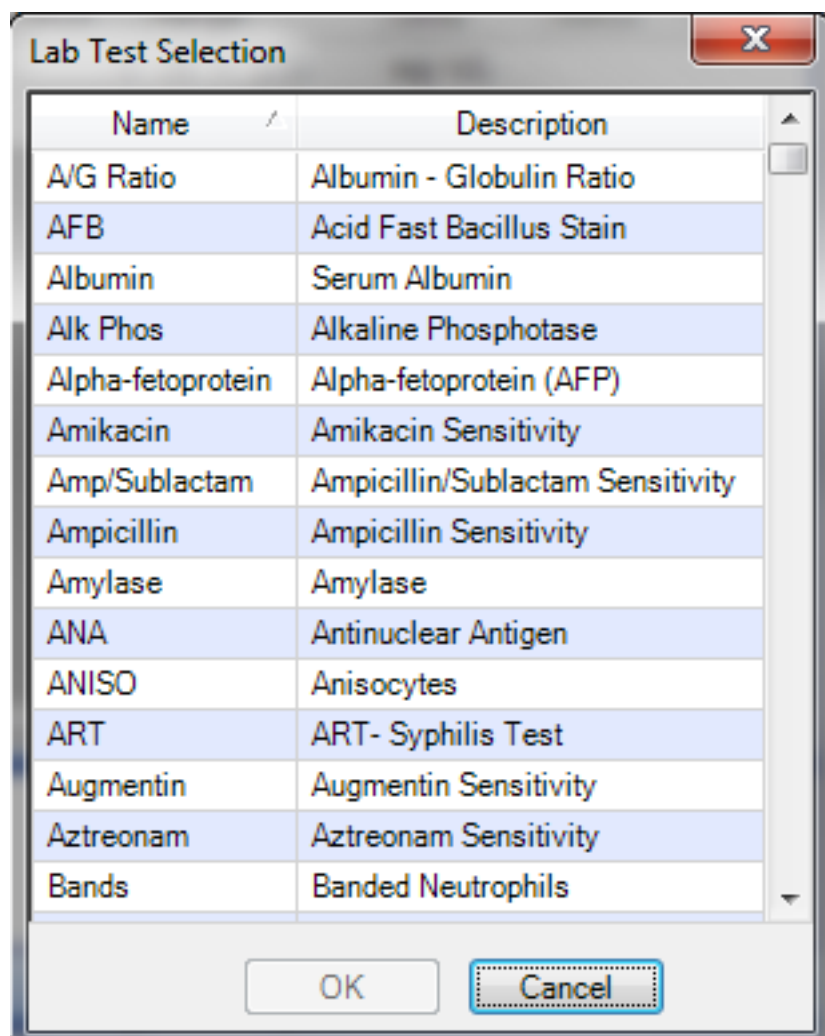 Lab Test Selection
Name Description
A/G Ratio Albumin - Globulin Ratio
AFB Acid Fast Bacillus Stain
Albumin Serum Albumin
Alk Phos Alkaline Phosphotase
Alpha-fetoprotein Alpha-fetoprotein (AFP)
Amikacin Amikacin Sensitivity
Amp/Sublactam Ampicillin/Sublactam Sensitivity
Ampicillin Ampicillin Sensitivity
Amylase Amylase
ANA Antinuclear Antigen
ANISO Anisocytes
ART ART- Syphilis Test
Augmentin Augmentin Sensitivity
Aztreonam Aztreonam Sensitivity
Bands Banded Neutrophils
OK Cancel